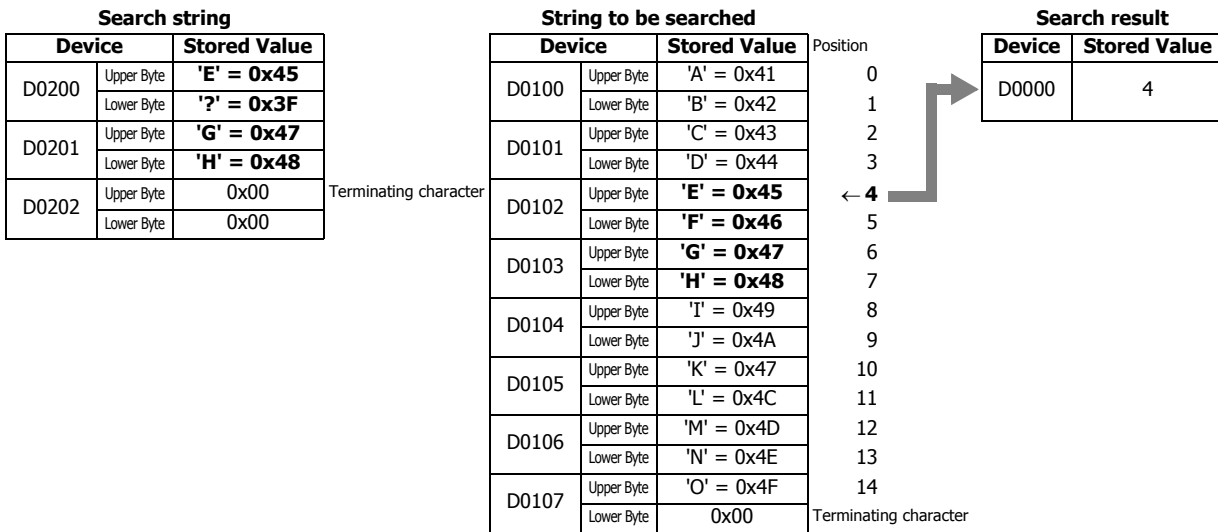 Search string String to be searched Search result
Device Stored Value Device Stored Value Position Device Stored Value
D0200 Upper Byte 'E' = 0x45 D0100 Upper Byte 'A' = 0x41 0 D0000 4
Lower Byte '?' = 0x3F Lower Byte 'B' = 0x42 1
D0201 Upper Byte 'G' = 0x47 D0101 Upper Byte 'C' = 0x43 2
Lower Byte 'H' = 0x48 Lower Byte 'D' = 0x44 3
D0202 Upper Byte 0x00 Terminating character D0102 Upper Byte 'E' = 0x45 ← 4
Lower Byte 0x00 Lower Byte 'F' = 0x46 5
D0103 Upper Byte 'G' = 0x47 6
Lower Byte 'H' = 0x48 7
D0104 Upper Byte 'I' = 0x49 8
Lower Byte 'J' = 0x4A 9
D0105 Upper Byte 'K' = 0x47 10
Lower Byte 'L' = 0x4C 11
D0106 Upper Byte 'M' = 0x4D 12
Lower Byte 'N' = 0x4E 13
D0107 Upper Byte 'O' = 0x4F 14
Lower Byte 0x00 Terminating character